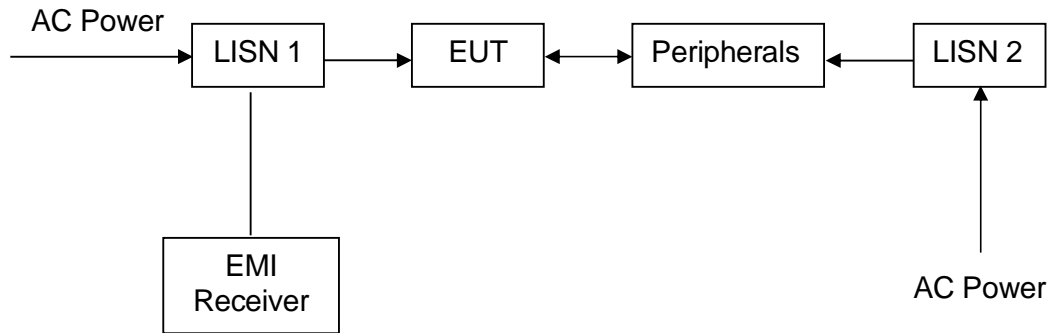 AC Power
LISN 1
EUT
Peripherals
LISN 2
EMI
Receiver
AC Power